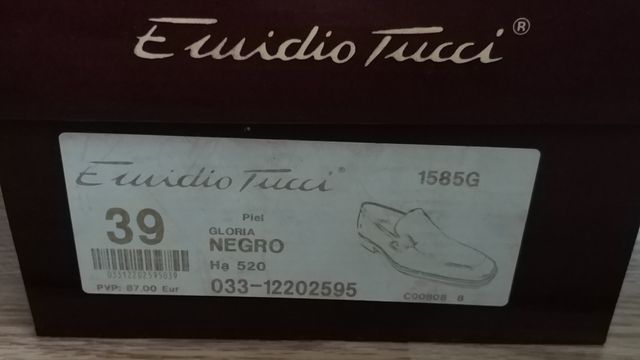 Emidio Tucci®
Emidio Tucci®
1585G
39
Piel
GLORIA
NEGRO
Ha 520
033-12202595
03312202595039
PVP: 87.00 Eur
C00808 8